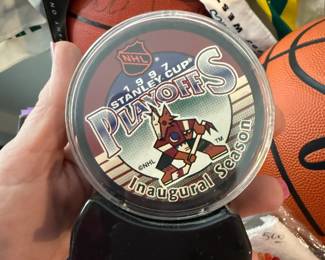 NHL
1997
STANLEY CUP®
PLAYOFFS
TM
©NHL
Inaugural Season